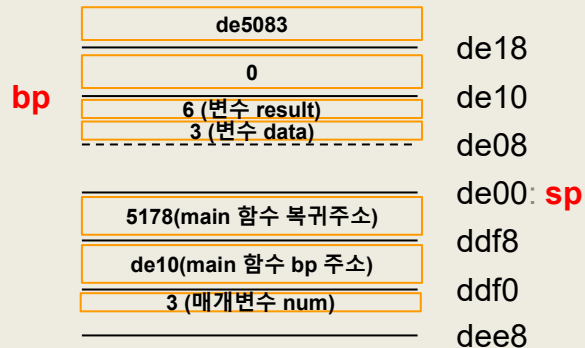 de5083
de18
0
bp
de10
6 (변수 result)
3 (변수 data)
de08
de00: sp
5178(main 함수 복귀주소)
ddf8
de10(main 함수 bp 주소)
ddf0
3 (매개변수 num)
dee8